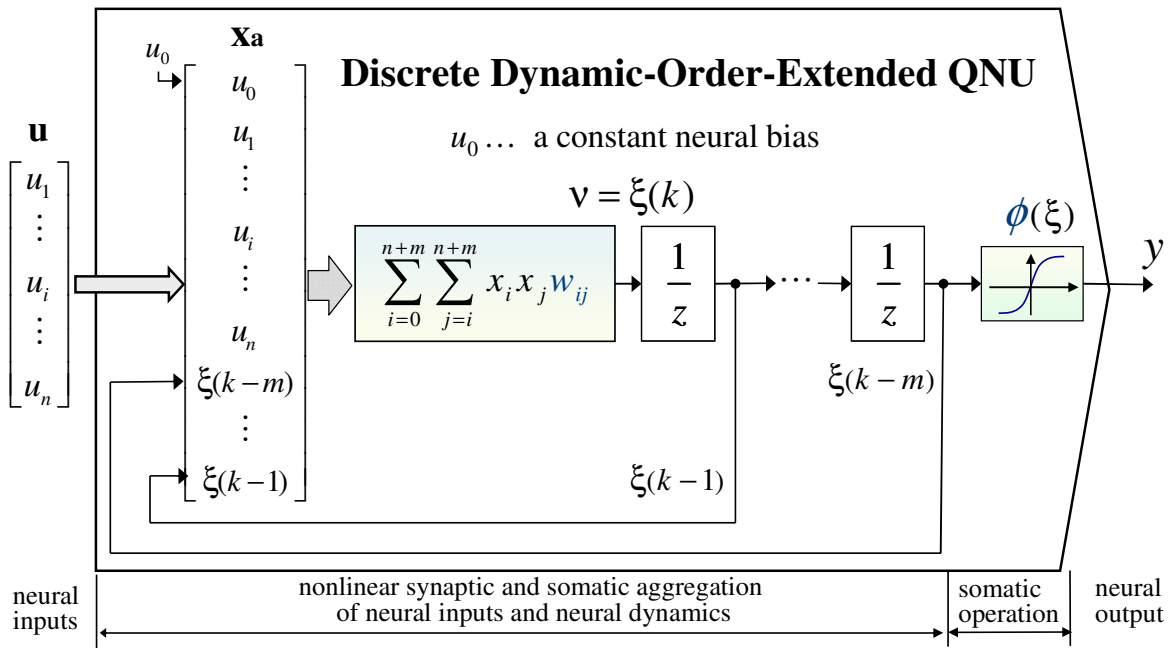 xa
u0
Discrete Dynamic-Order-Extended QNU
u0 … a constant neural bias
u
u1
⋮
ui
⋮
un
u0
u1
⋮
ui
⋮
un
ξ(k−m)
⋮
ξ(k−1)
ν = ξ(k)
n+m n+m
∑ ∑ xi xj wij
i=0 j=i
1
z
…
1
z
ϕ(ξ)
y
ξ(k−m)
ξ(k−1)
neural
inputs
nonlinear synaptic and somatic aggregation
of neural inputs and neural dynamics
somatic
operation
neural
output